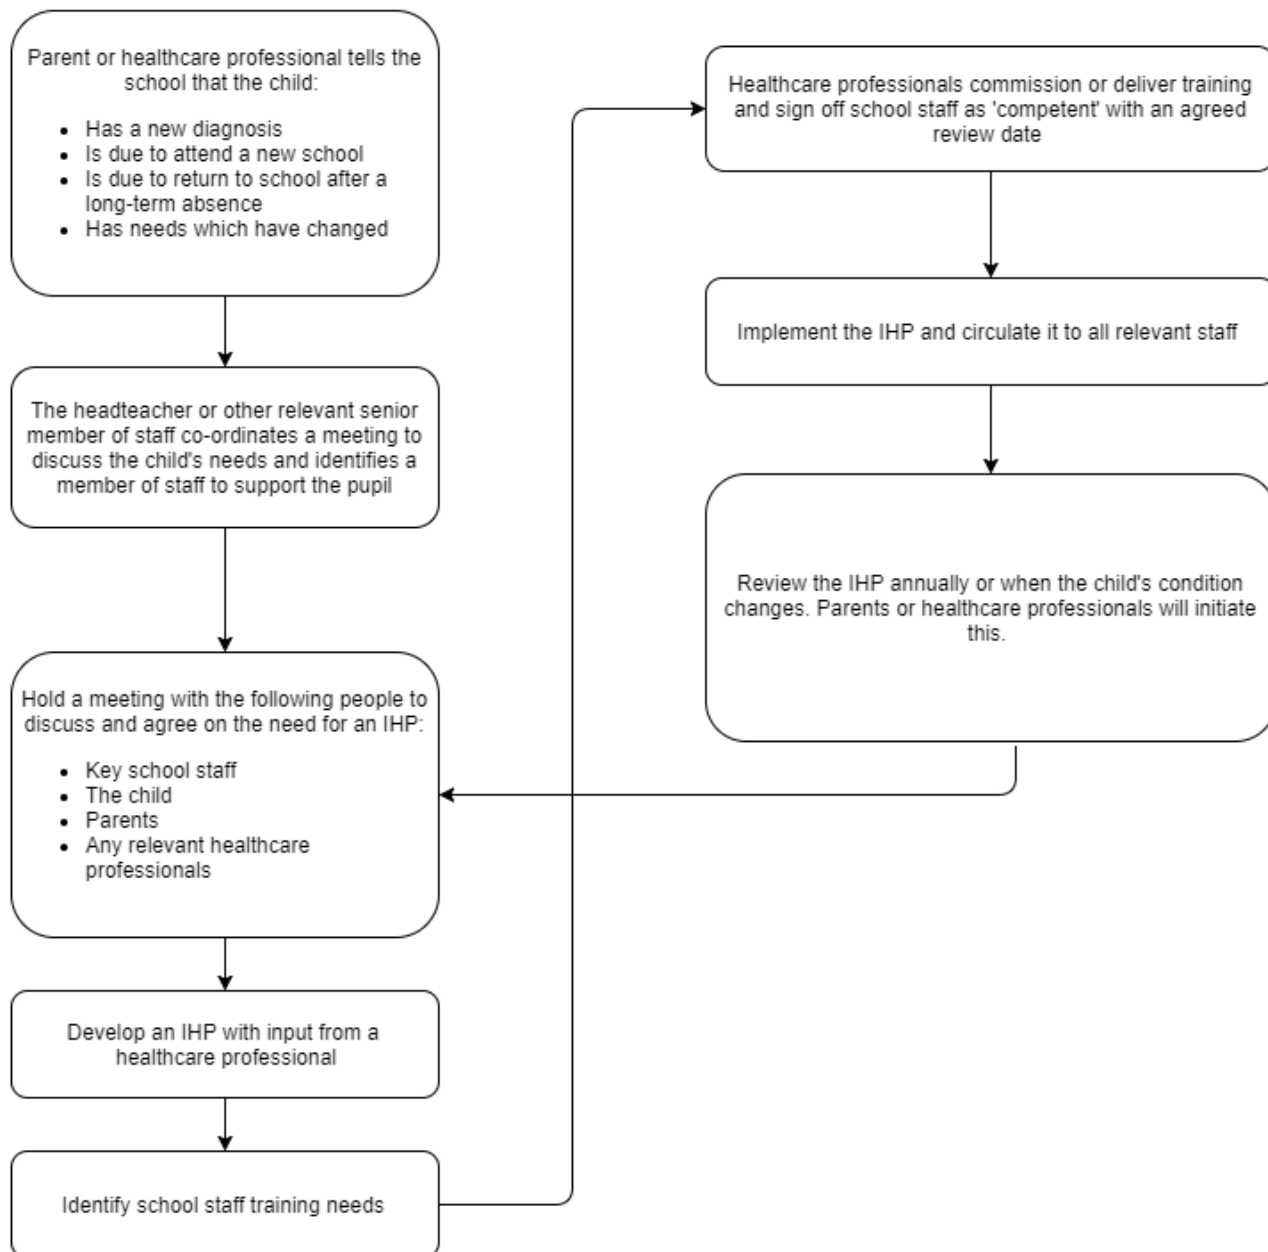 Parent or healthcare professional tells the
school that the child:
• Has a new diagnosis
• Is due to attend a new school
• Is due to return to school after a
long-term absence
• Has needs which have changed
The headteacher or other relevant senior
member of staff co-ordinates a meeting to
discuss the child's needs and identifies a
member of staff to support the pupil
Hold a meeting with the following people to
discuss and agree on the need for an IHP:
• Key school staff
• The child
• Parents
• Any relevant healthcare
professionals
Develop an IHP with input from a
healthcare professional
Identify school staff training needs
Healthcare professionals commission or deliver training
and sign off school staff as 'competent' with an agreed
review date
Implement the IHP and circulate it to all relevant staff
Review the IHP annually or when the child's condition
changes. Parents or healthcare professionals will initiate
this.